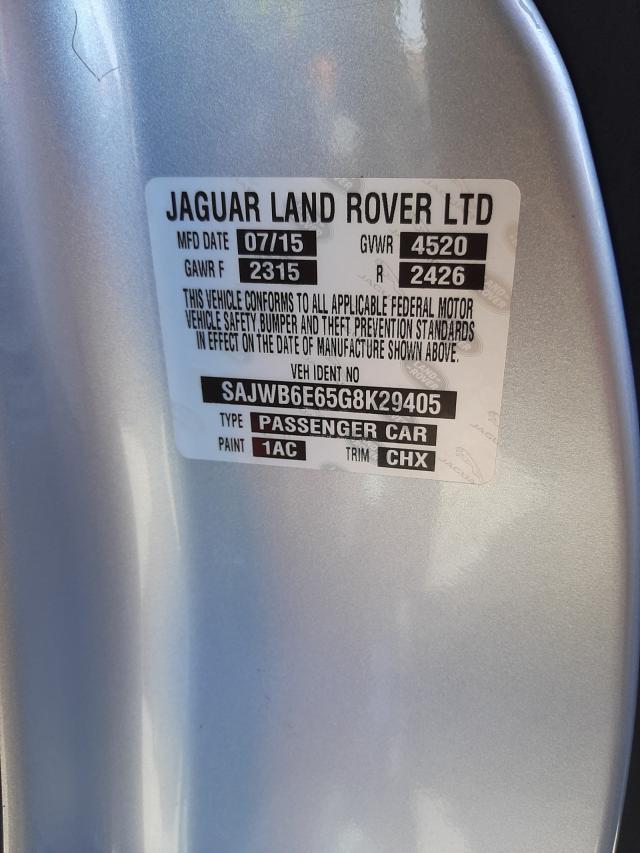 JAGUAR LAND ROVER LTD
MFD DATE 07/15 GVWR 4520
GAWR F 2315 R 2426
THIS VEHICLE CONFORMS TO ALL APPLICABLE FEDERAL MOTOR
VEHICLE SAFETY,BUMPER AND THEFT PREVENTION STANDARDS
IN EFFECT ON THE DATE OF MANUFACTURE SHOWN ABOVE.
VEH IDENT NO
SAJWB6E65G8K29405
TYPE PASSENGER CAR
PAINT 1AC TRIM CHX